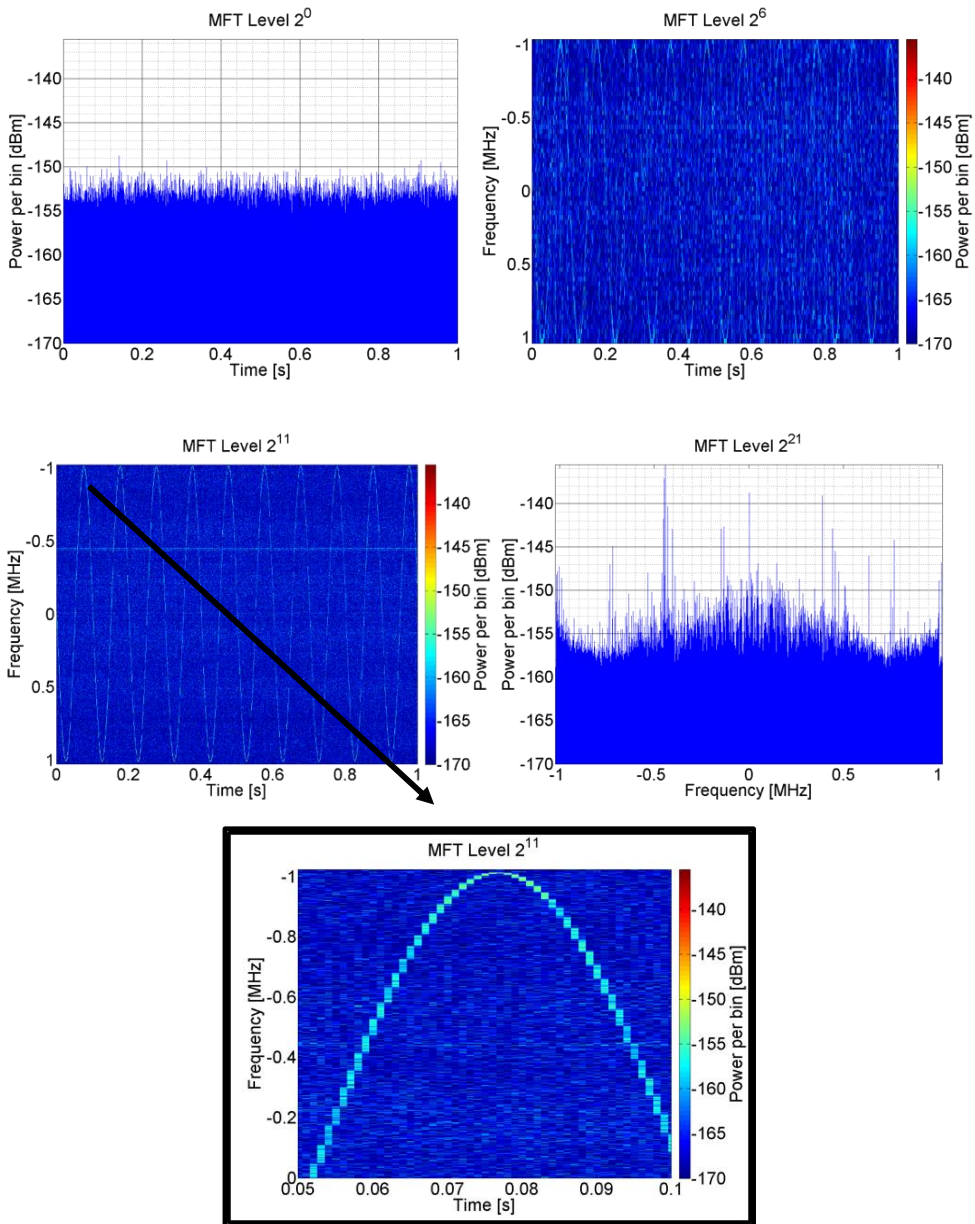 MFT Level 2^0
Power per bin [dBm]
-140
-145
-150
-155
-160
-165
-170
0 0.2 0.4 0.6 0.8 1
Time [s]
MFT Level 2^6
Frequency [MHz]
-1
-0.5
0
0.5
1
0 0.2 0.4 0.6 0.8 1
Time [s]
-140
-145
-150
-155
-160
-165
-170
Power per bin [dBm]
MFT Level 2^11
Frequency [MHz]
-1
-0.5
0
0.5
1
0 0.2 0.4 0.6 0.8 1
Time [s]
-140
-145
-150
-155
-160
-165
-170
Power per bin [dBm]
MFT Level 2^21
Power per bin [dBm]
-140
-145
-150
-155
-160
-165
-170
-1 -0.5 0 0.5 1
Frequency [MHz]
MFT Level 2^11
Frequency [MHz]
-1
-0.8
-0.6
-0.4
-0.2
0
0.05 0.06 0.07 0.08 0.09 0.1
Time [s]
-140
-145
-150
-155
-160
-165
-170
Power per bin [dBm]